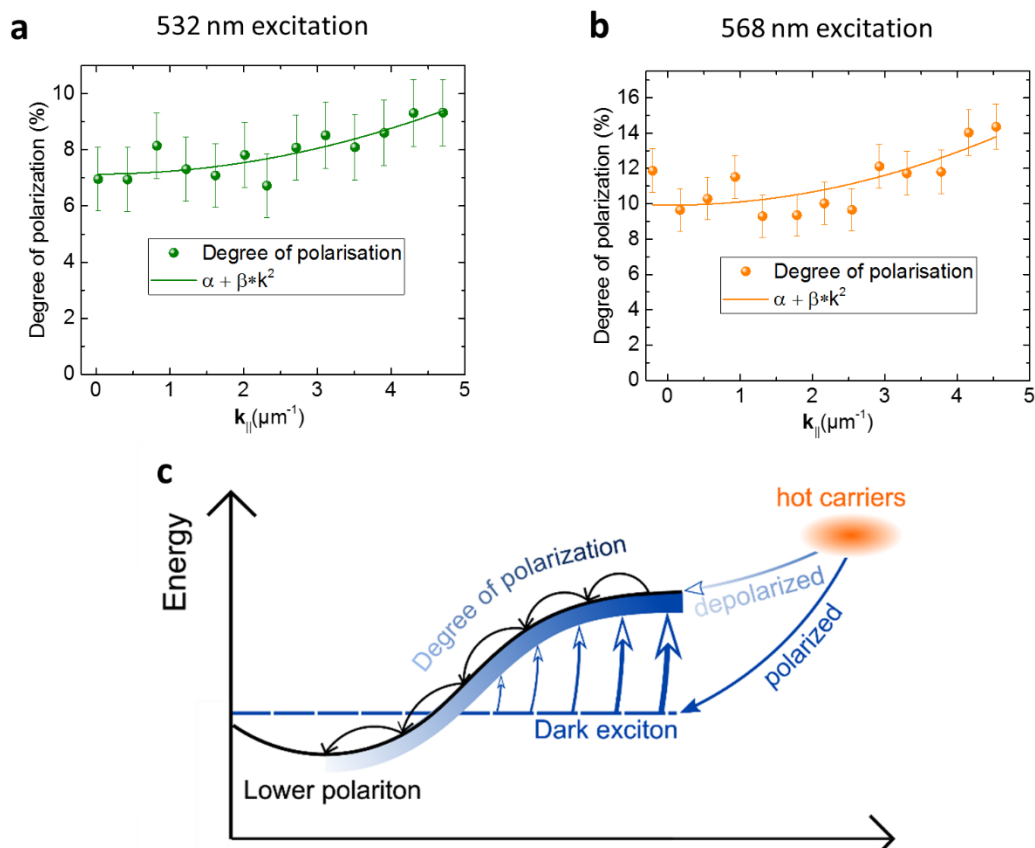 a
532 nm excitation
Degree of polarization (%)
10
8
6
4
2
0
Degree of polarisation
α + β*k²
0 1 2 3 4 5
k||(µm⁻¹)
b
568 nm excitation
Degree of polarization (%)
16
14
12
10
8
6
4
2
0
Degree of polarisation
α + β*k²
0 1 2 3 4 5
k||(µm⁻¹)
c
Energy
hot carriers
Degree of polarization
depolarized
polarized
Dark exciton
Lower polariton